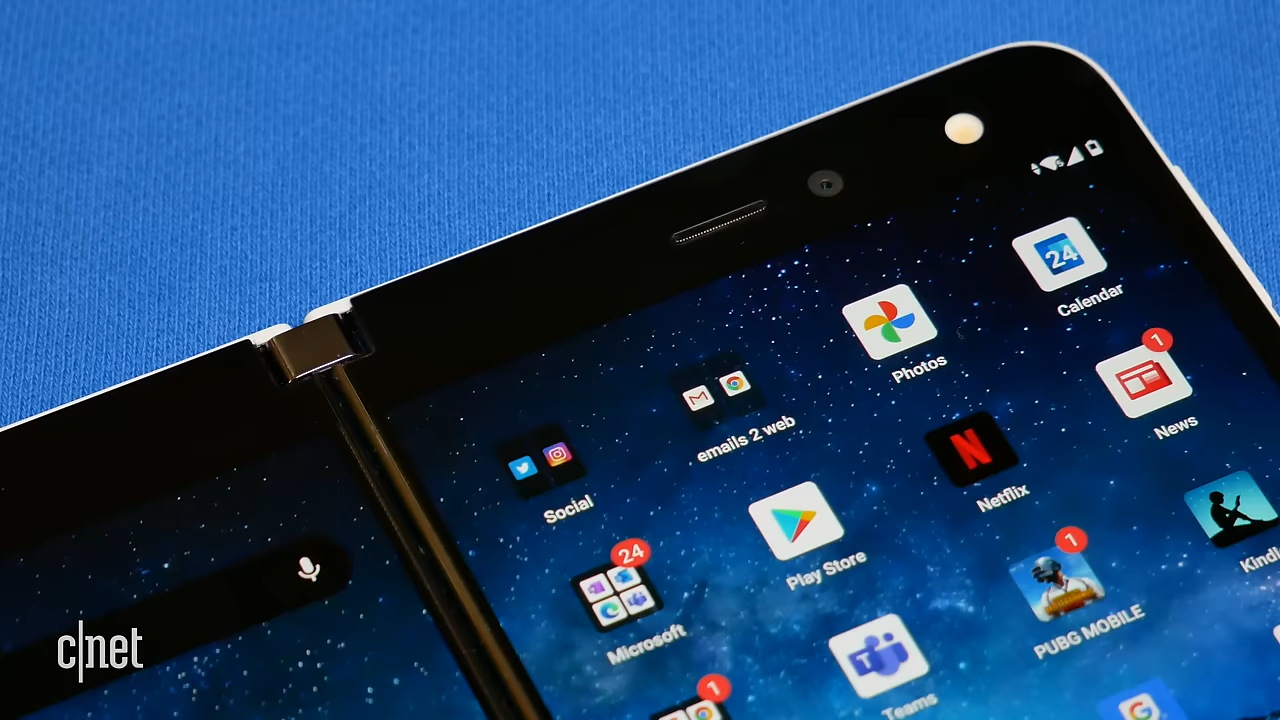 24
Calendar
Photos
1
News
emails 2 web
Social
N
Netflix
Play Store
24
Microsoft
1
PUBG MOBILE
Kindl
Teams
1
G
c|net